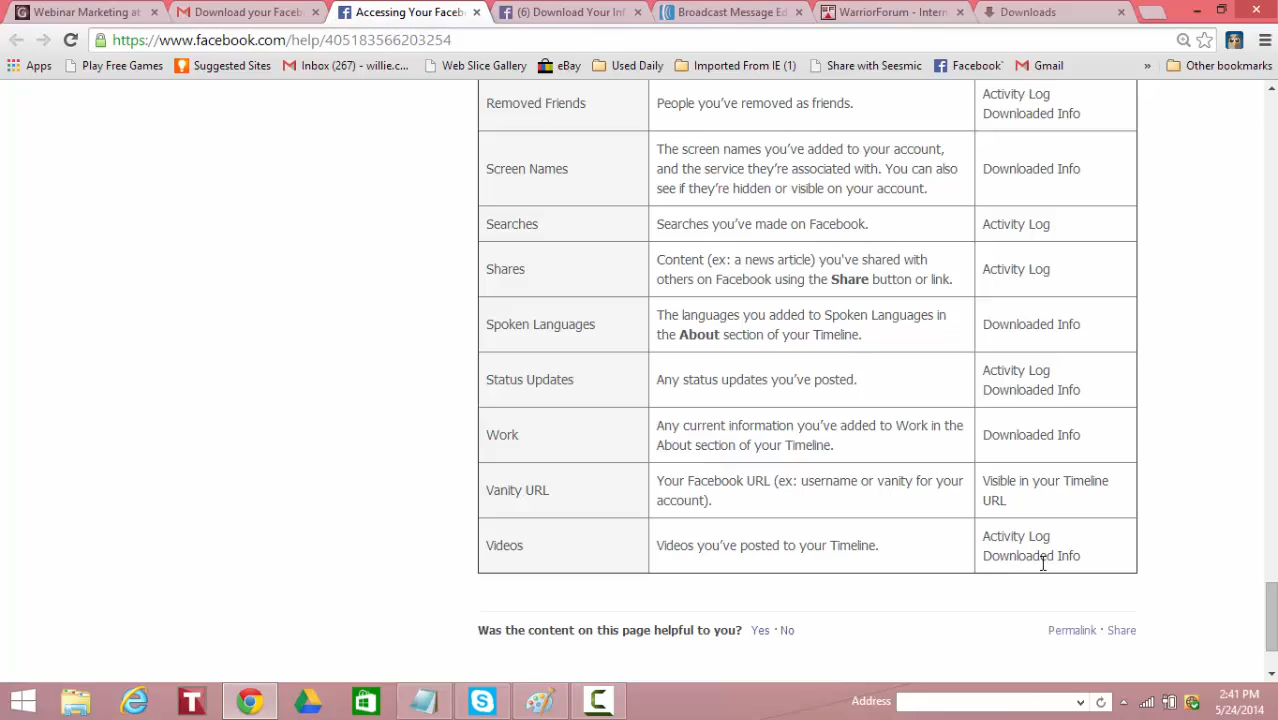 Webinar Marketing at
Download your Faceb
Accessing Your Faceb
(6) Download Your Inf
Broadcast Message Ed
WarriorForum - Intern
Downloads
https://www.facebook.com/help/405183566203254
Apps
Play Free Games
Suggested Sites
Inbox (267) - willie.c...
Web Slice Gallery
eBay
Used Daily
Imported From IE (1)
Share with Seesmic
Facebook
Gmail
»
Other bookmarks
Removed Friends
People you've removed as friends.
Activity Log
Downloaded Info
Screen Names
The screen names you've added to your account,
and the service they're associated with. You can also
see if they're hidden or visible on your account.
Downloaded Info
Searches
Searches you've made on Facebook.
Activity Log
Shares
Content (ex: a news article) you've shared with
others on Facebook using the Share button or link.
Activity Log
Spoken Languages
The languages you added to Spoken Languages in
the About section of your Timeline.
Downloaded Info
Status Updates
Any status updates you've posted.
Activity Log
Downloaded Info
Work
Any current information you've added to Work in the
About section of your Timeline.
Downloaded Info
Vanity URL
Your Facebook URL (ex: username or vanity for your
account).
Visible in your Timeline
URL
Videos
Videos you've posted to your Timeline.
Activity Log
Downloaded Info
Was the content on this page helpful to you? Yes · No
Permalink · Share
Address
2:41 PM
5/24/2014